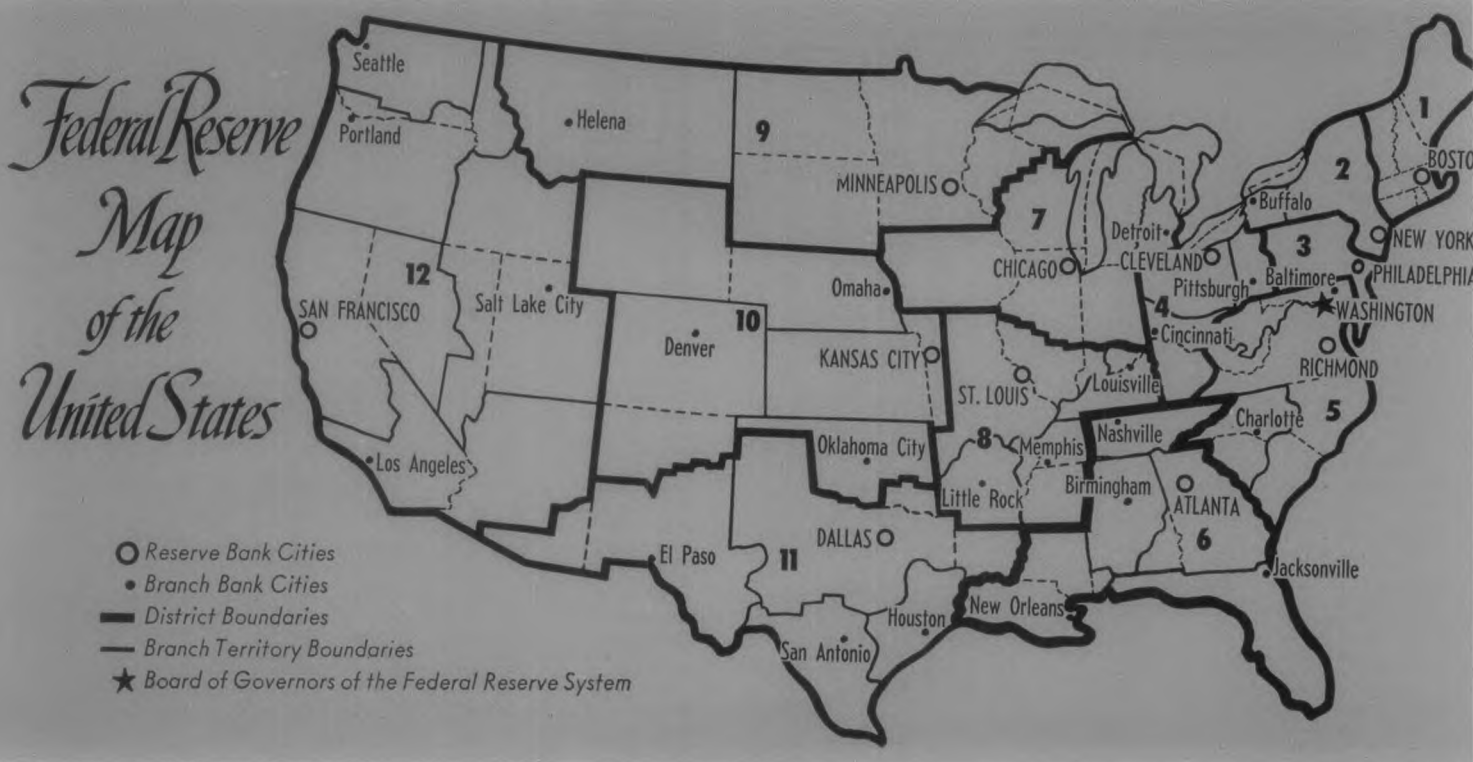 Federal Reserve
Map
of the
United States
Seattle
Portland
Helena
9
MINNEAPOLIS
1
BOSTO
2
Buffalo
NEW YORK
7
Detroit
3
CHICAGO
CLEVELAND
Pittsburgh
Baltimore
PHILADELPHIA
WASHINGTON
12
SAN FRANCISCO
Salt Lake City
Omaha
10
Denver
KANSAS CITY
4
Cincinnati
RICHMOND
ST. LOUIS
Louisville
5
Charlotte
Nashville
8
Memphis
Los Angeles
Oklahoma City
Little Rock
Birmingham
ATLANTA
6
DALLAS
El Paso
11
Jacksonville
Houston
New Orleans
San Antonio
Reserve Bank Cities
Branch Bank Cities
District Boundaries
Branch Territory Boundaries
Board of Governors of the Federal Reserve System